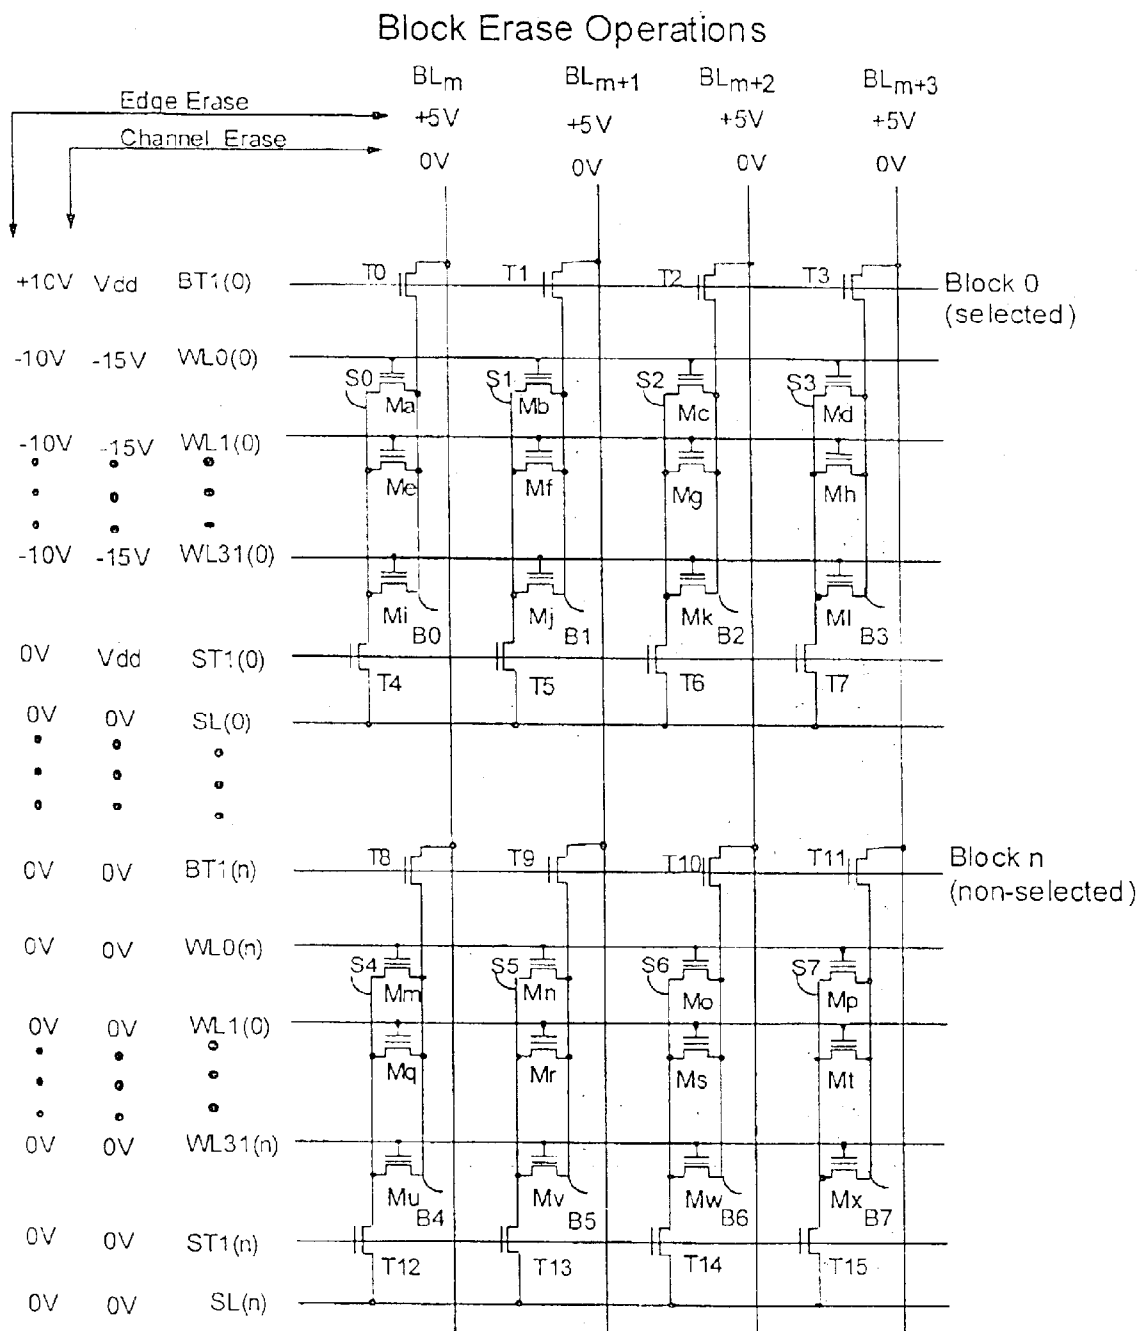 Block Erase Operations
BLm BLm+1 BLm+2 BLm+3
Edge Erase +5V +5V +5V +5V
Channel Erase 0V 0V 0V 0V
+10V Vdd BT1(0) T0 T1 T2 T3 Block 0
(selected)
-10V -15V WL0(0)
S0 S1 S2 S3
Ma Mb Mc Md
-10V -15V WL1(0)
Me Mf Mg Mh
-10V -15V WL31(0)
Mi Mj Mk Ml
B0 B1 B2 B3
0V Vdd ST1(0)
T4 T5 T6 T7
0V 0V SL(0)
T8 T9 T10 T11 Block n
0V 0V BT1(n) (non-selected)
0V 0V WL0(n)
S4 S5 S6 S7
Mm Mn Mo Mp
0V 0V WL1(0)
Mq Mr Ms Mt
0V 0V WL31(n)
Mu Mv Mw Mx
B4 B5 B6 B7
0V 0V ST1(n)
T12 T13 T14 T15
0V 0V SL(n)